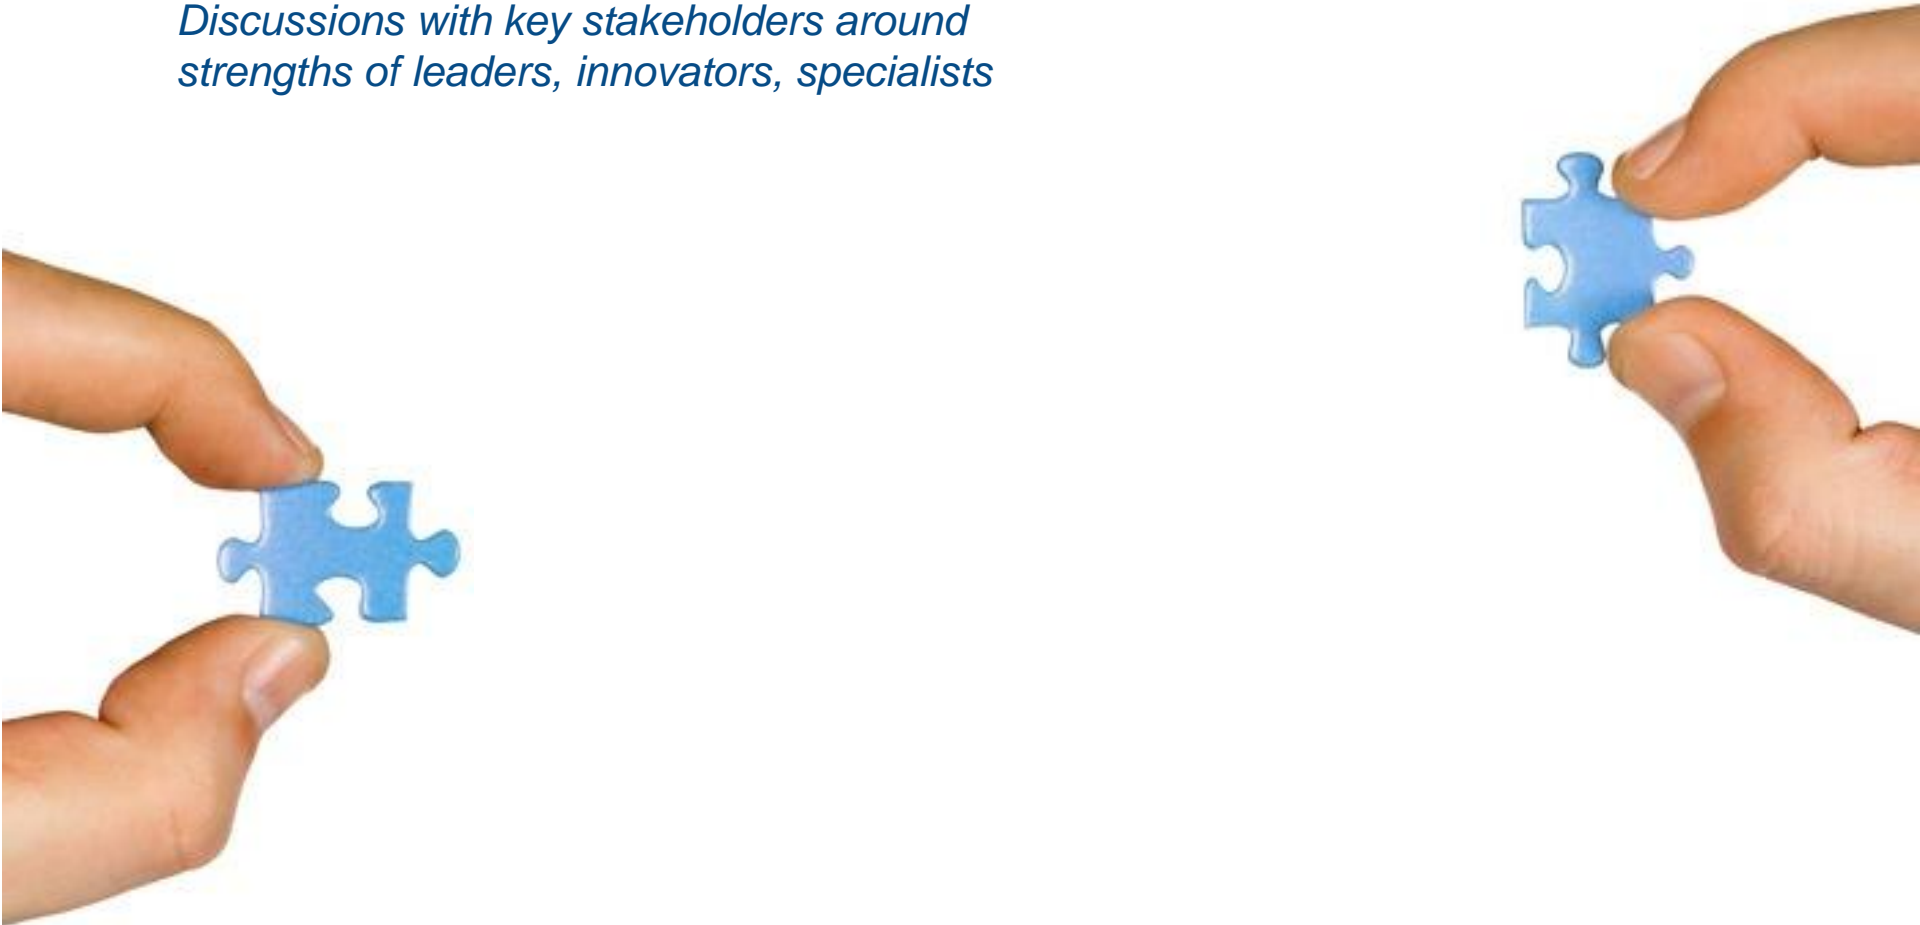 Discussions with key stakeholders around
strengths of leaders, innovators, specialists